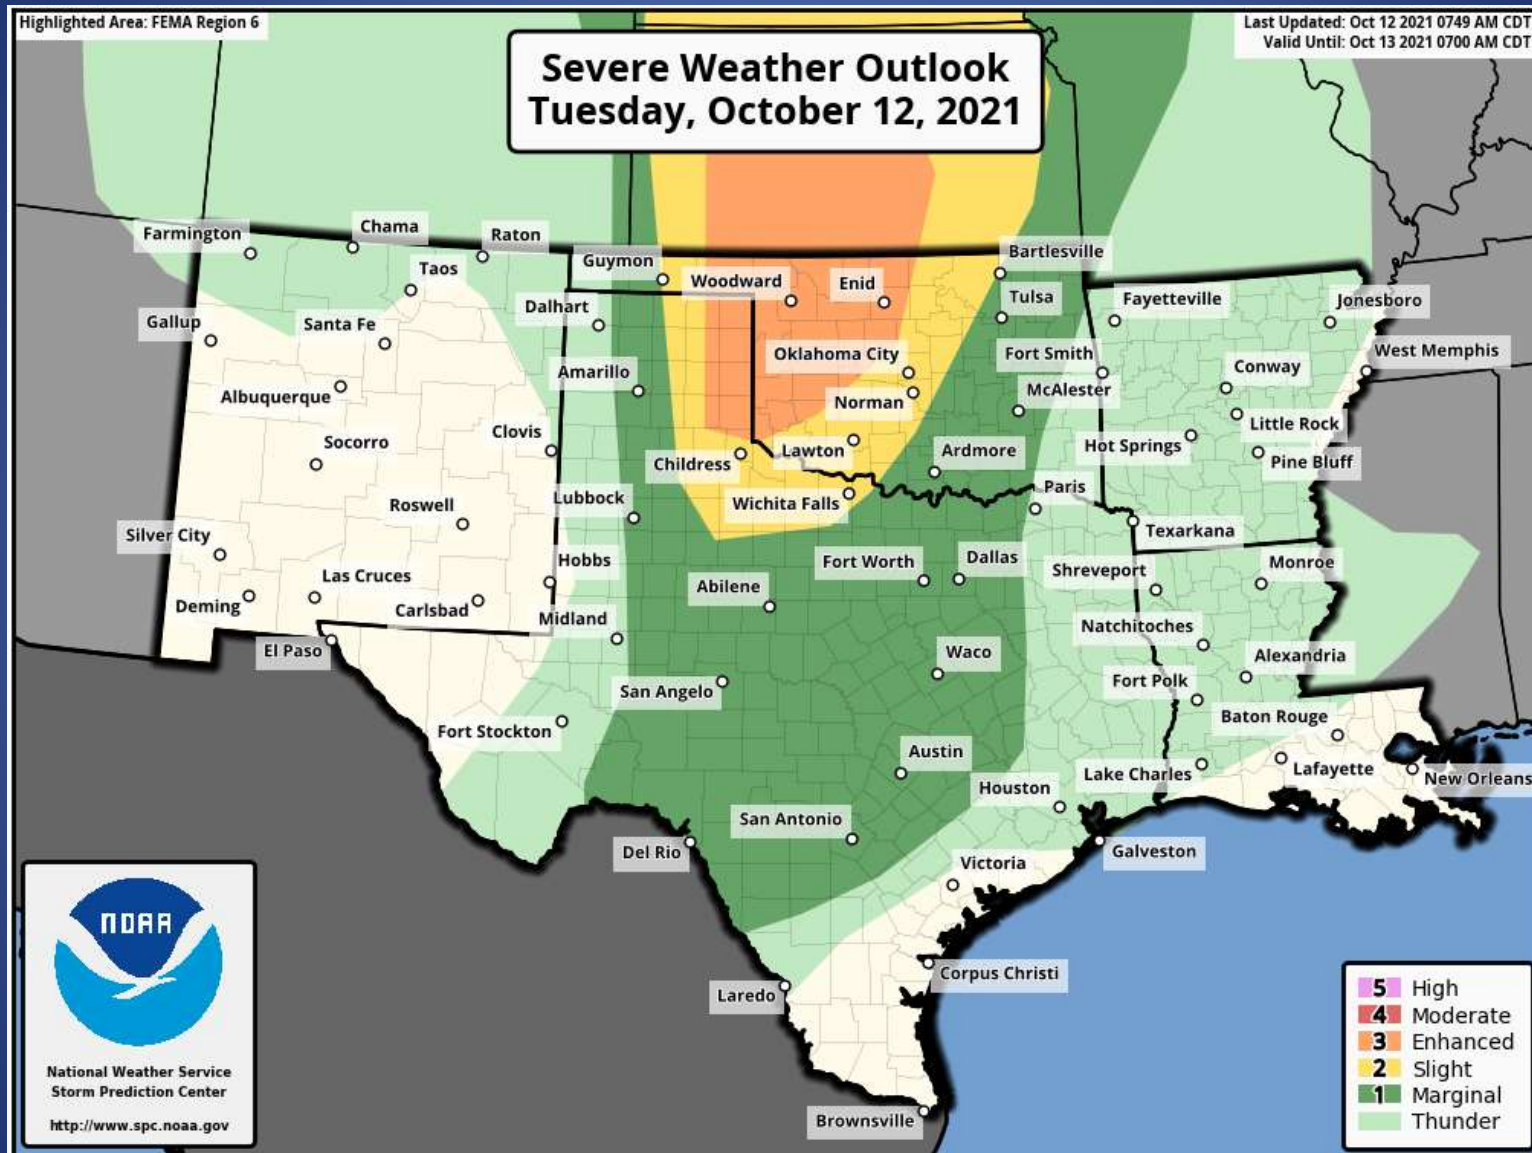 Highlighted Area: FEMA Region 6
Last Updated: Oct 12 2021 0749 AM CDT
Valid Until: Oct 13 2021 0700 AM CDT
Severe Weather Outlook
Tuesday, October 12, 2021
Farmington
Chama
Raton
Guymon
Bartlesville
Taos
Woodward
Enid
Dalhart
Tulsa
Fayetteville
Jonesboro
Gallup
Santa Fe
Oklahoma City
Fort Smith
West Memphis
Amarillo
Conway
Albuquerque
Norman
McAlester
Little Rock
Socorro
Clovis
Childress
Lawton
Ardmore
Hot Springs
Pine Bluff
Roswell
Lubbock
Wichita Falls
Paris
Silver City
Texarkana
Las Cruces
Hobbs
Fort Worth
Dallas
Shreveport
Monroe
Deming
Carlsbad
Abilene
Midland
Natchitoches
El Paso
Waco
Alexandria
San Angelo
Fort Polk
Fort Stockton
Baton Rouge
Austin
Lake Charles
Lafayette
New Orleans
Houston
San Antonio
Del Rio
Victoria
Galveston
Laredo
Corpus Christi
Brownsville
NOAA
National Weather Service
Storm Prediction Center
http://www.spc.noaa.gov
5 High
4 Moderate
3 Enhanced
2 Slight
1 Marginal
Thunder